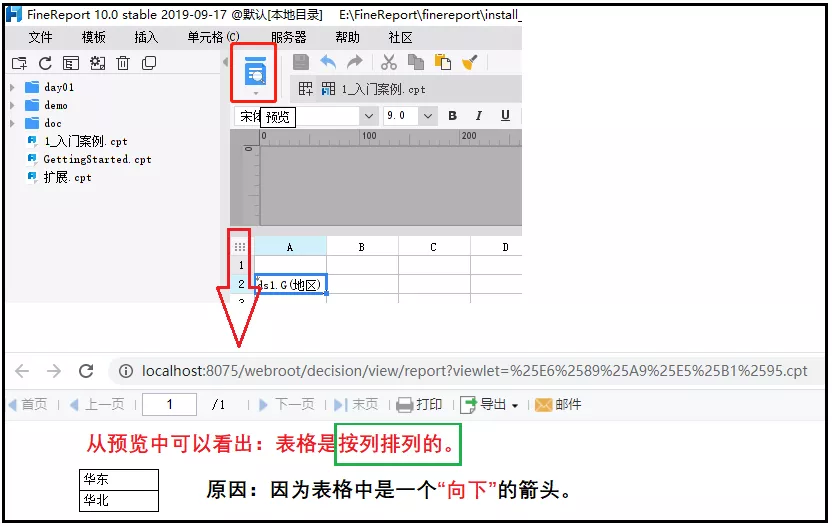 FineReport 10.0 stable 2019-09-17 @默认[本地目录] E:\FineReport\finereport\install_
文件 模板 插入 单元格(C) 服务器 帮助 社区
day01
demo
doc
1_入门案例.cpt
GettingStarted.cpt
扩展.cpt
1_入门案例.cpt
宋体 9.0 B I U
预览
0 100 200
0
A B C D
1
2 ds1.G(地区)
localhost:8075/webroot/decision/view/report?viewlet=%25E6%2589%25A9%25E5%25B1%2595.cpt
首页 上一页 1 /1 下一页 末页 打印 导出 邮件
从预览中可以看出：表格是按列排列的。
华东
华北
原因：因为表格中是一个“向下”的箭头。